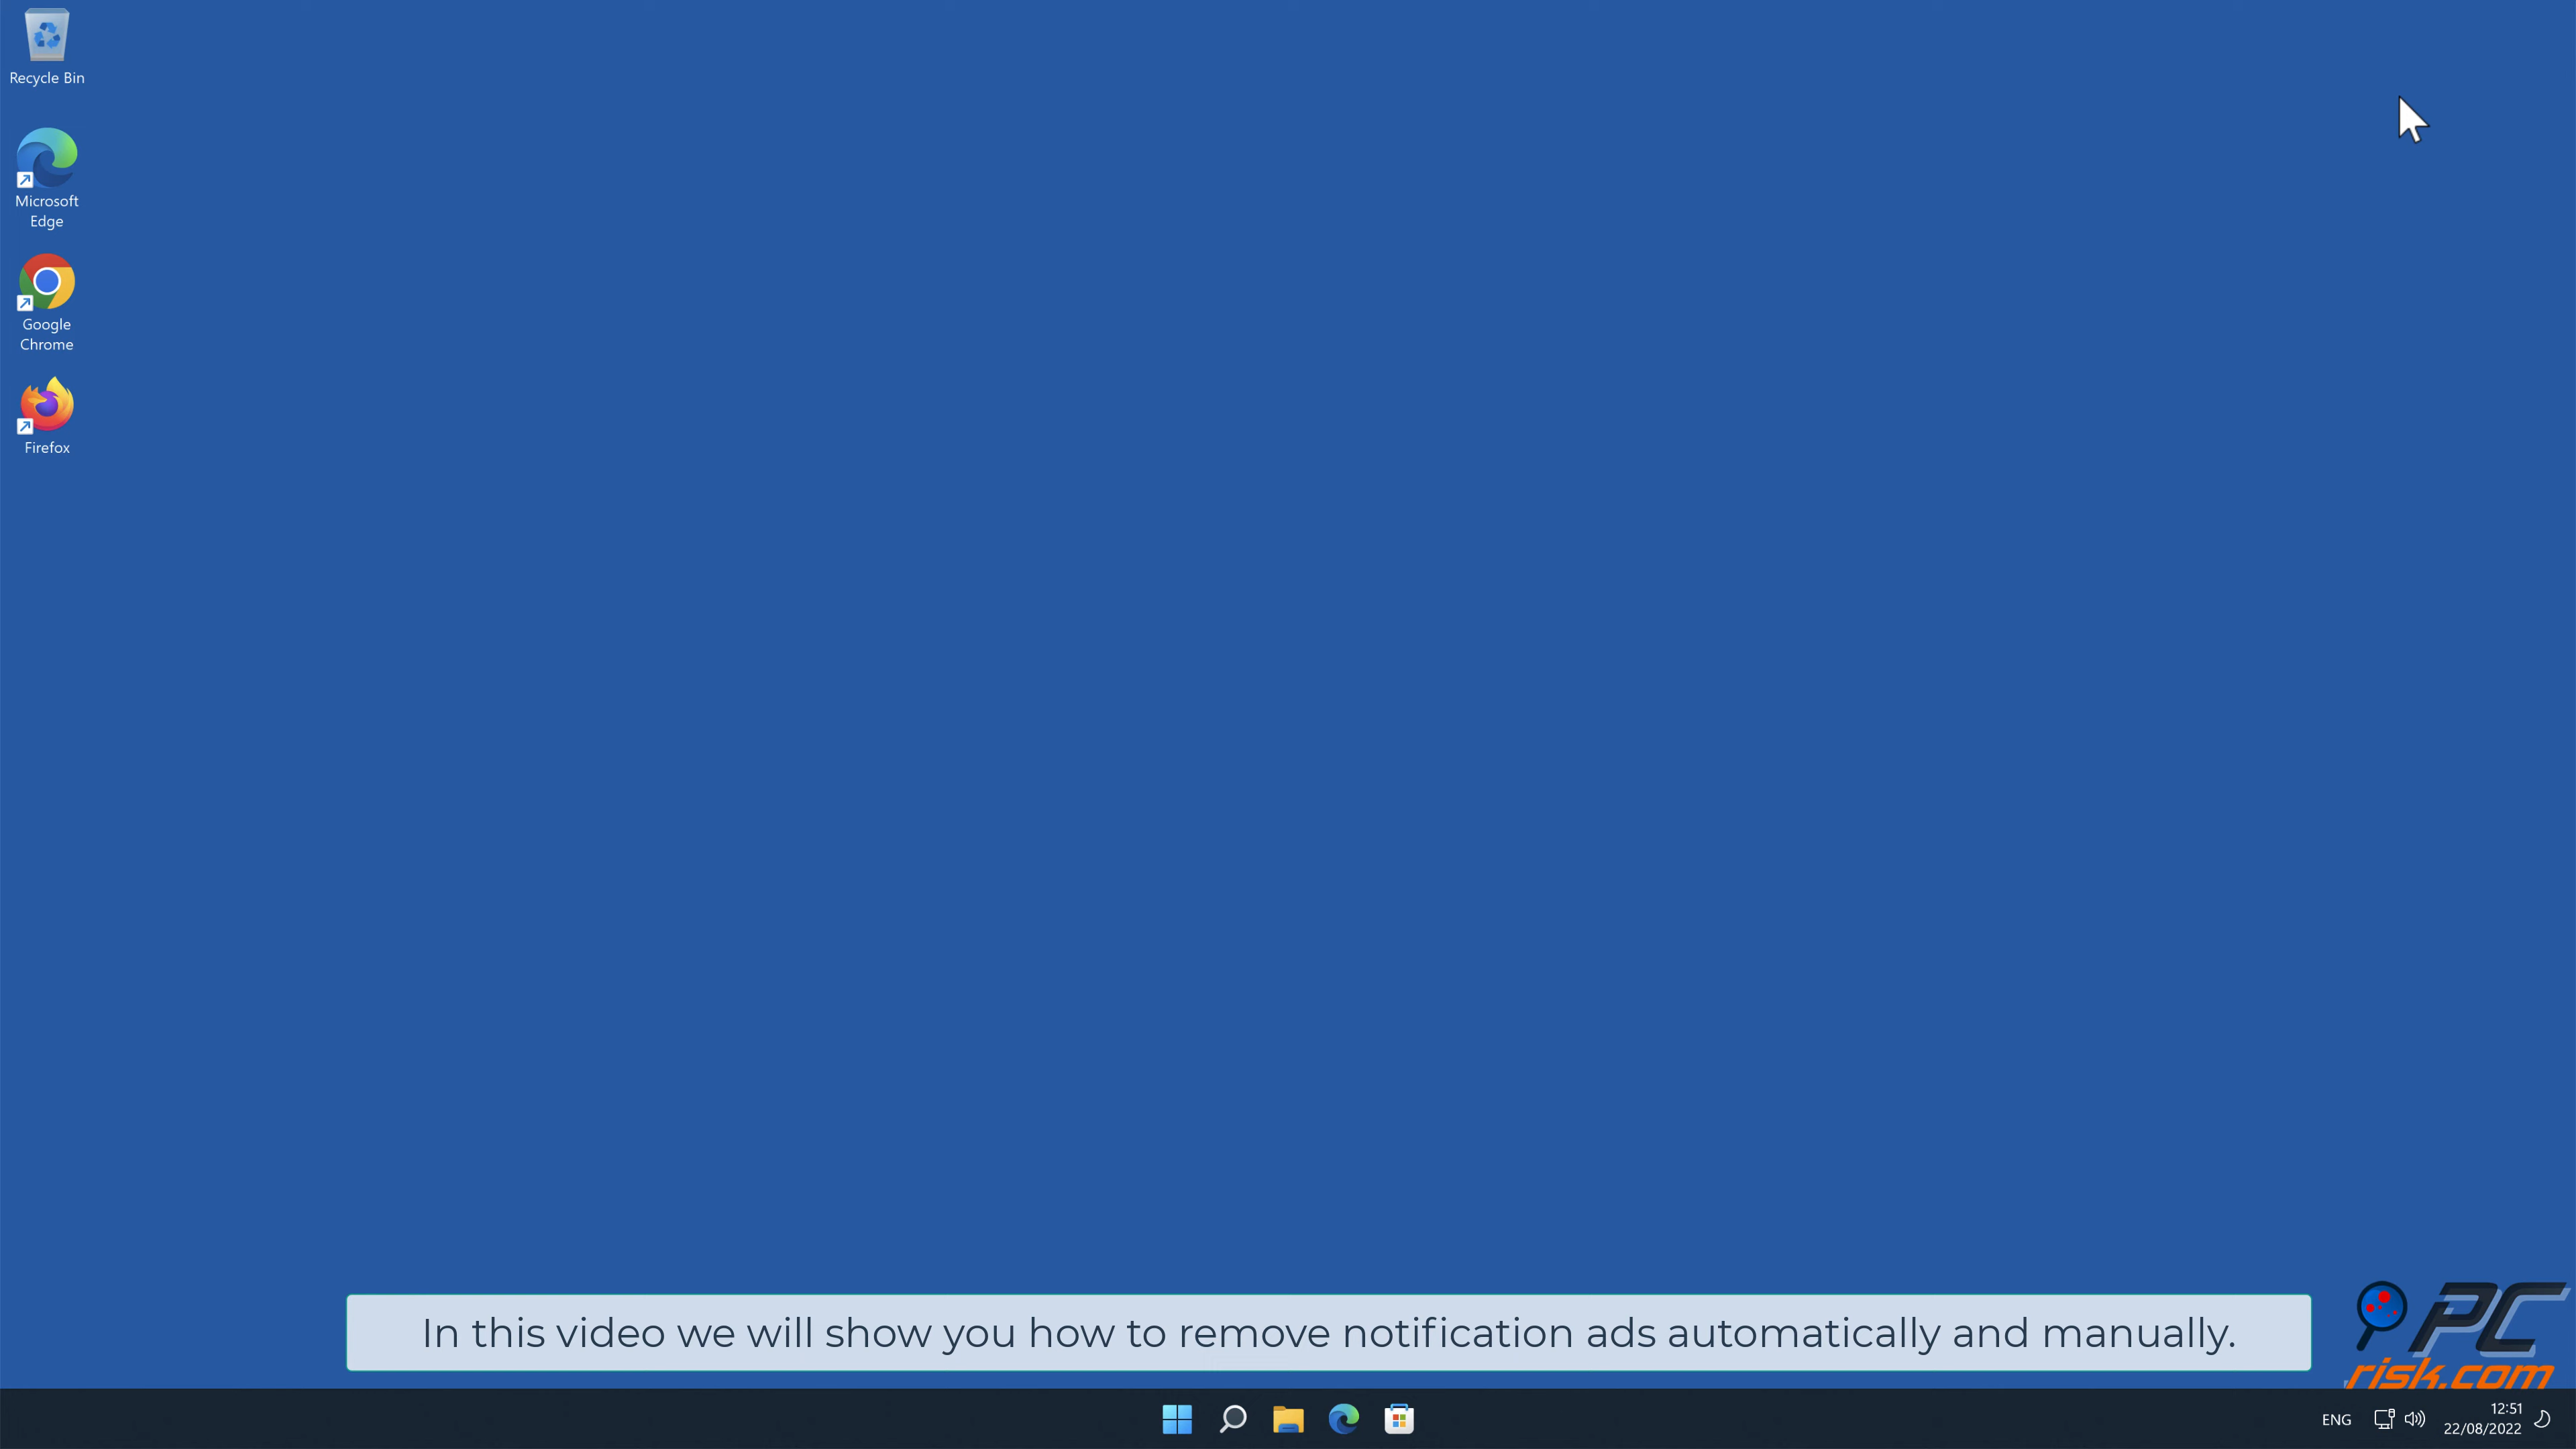 Recycle Bin
Microsoft
Edge
Google
Chrome
Firefox
In this video we will show you how to remove notification ads automatically and manually.
PC
risk.com
ENG
12:51
22/08/2022